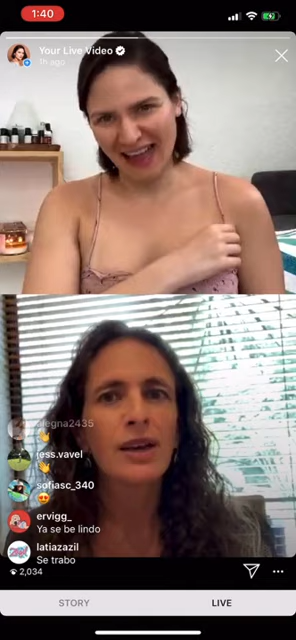 1:40
Your Live Video
1h ago
alegna2435
jess.vavel
sofiasc_340
ervigg_
Ya se be lindo
latiazazil
Se trabo
2,034
STORY
LIVE